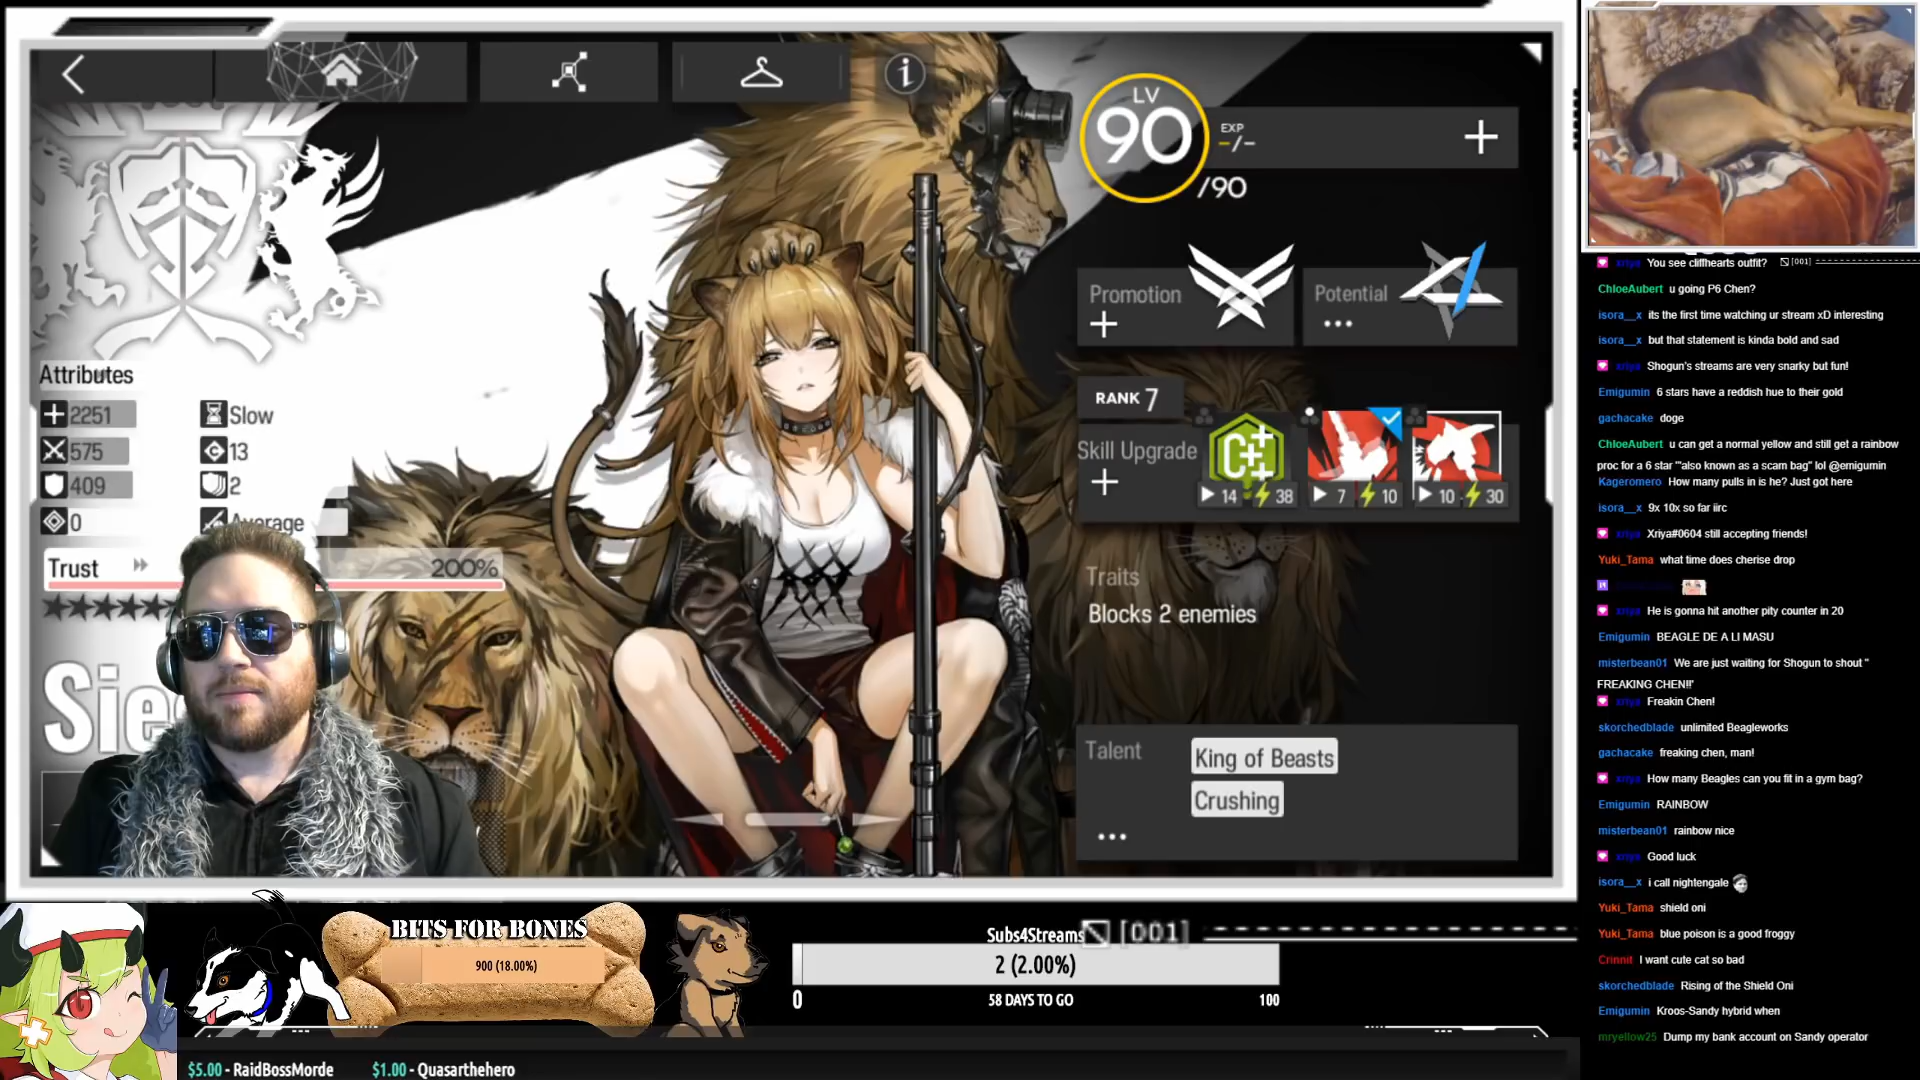 LV
90
/90
EXP
-/-
Promotion
Potential
RANK 7
Skill Upgrade
14 38
7 10
10 30
Attributes
2251
Slow
575
13
409
2
0
Average
Trust
200%
Sie
Traits
Blocks 2 enemies
Talent
King of Beasts
Crushing
BITS FOR BONES
900 (18.00%)
Subs4Streams
[001]
2 (2.00%)
0
58 DAYS TO GO
100
$5.00 - RaidBossMorde
$1.00 - Quasarthehero
xriya You see cliffhearts outfit?
[001]
ChloeAubert u going P6 Chen?
isora__x its the first time watching ur stream xD interesting
isora__x but that statement is kinda bold and sad
xriya Shogun's streams are very snarky but fun!
Emigumin 6 stars have a reddish hue to their gold
gachacake doge
ChloeAubert u can get a normal yellow and still get a rainbow
proc for a 6 star '"also known as a scam bag" lol @emigumin
Kageromero How many pulls in is he? Just got here
isora__x 9x 10x so far iirc
xriya Xriya#0604 still accepting friends!
Yuki_Tama what time does cherise drop
xriya He is gonna hit another pity counter in 20
Emigumin BEAGLE DE A LI MASU
misterbean01 We are just waiting for Shogun to shout "
FREAKING CHEN!!'
xriya Freakin Chen!
skorchedblade unlimited Beagleworks
gachacake freaking chen, man!
xriya How many Beagles can you fit in a gym bag?
Emigumin RAINBOW
misterbean01 rainbow nice
xriya Good luck
isora__x i call nightengale
Yuki_Tama shield oni
Yuki_Tama blue poison is a good froggy
Crinnit I want cute cat so bad
skorchedblade Rising of the Shield Oni
Emigumin Kroos-Sandy hybrid when
mryellow25 Dump my bank account on Sandy operator